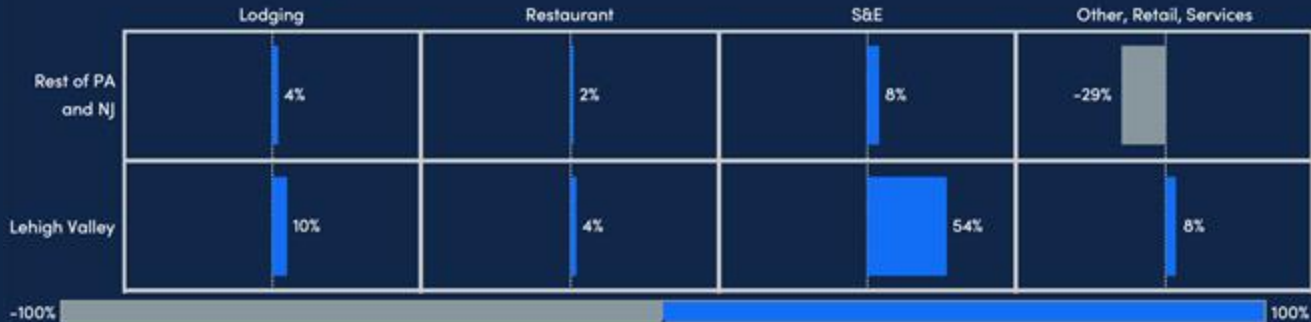 Lodging Restaurant S&E Other, Retail, Services
Rest of PA
and NJ
4% 2% 8% -29%
Lehigh Valley 10% 4% 54% 8%
-100% 100%